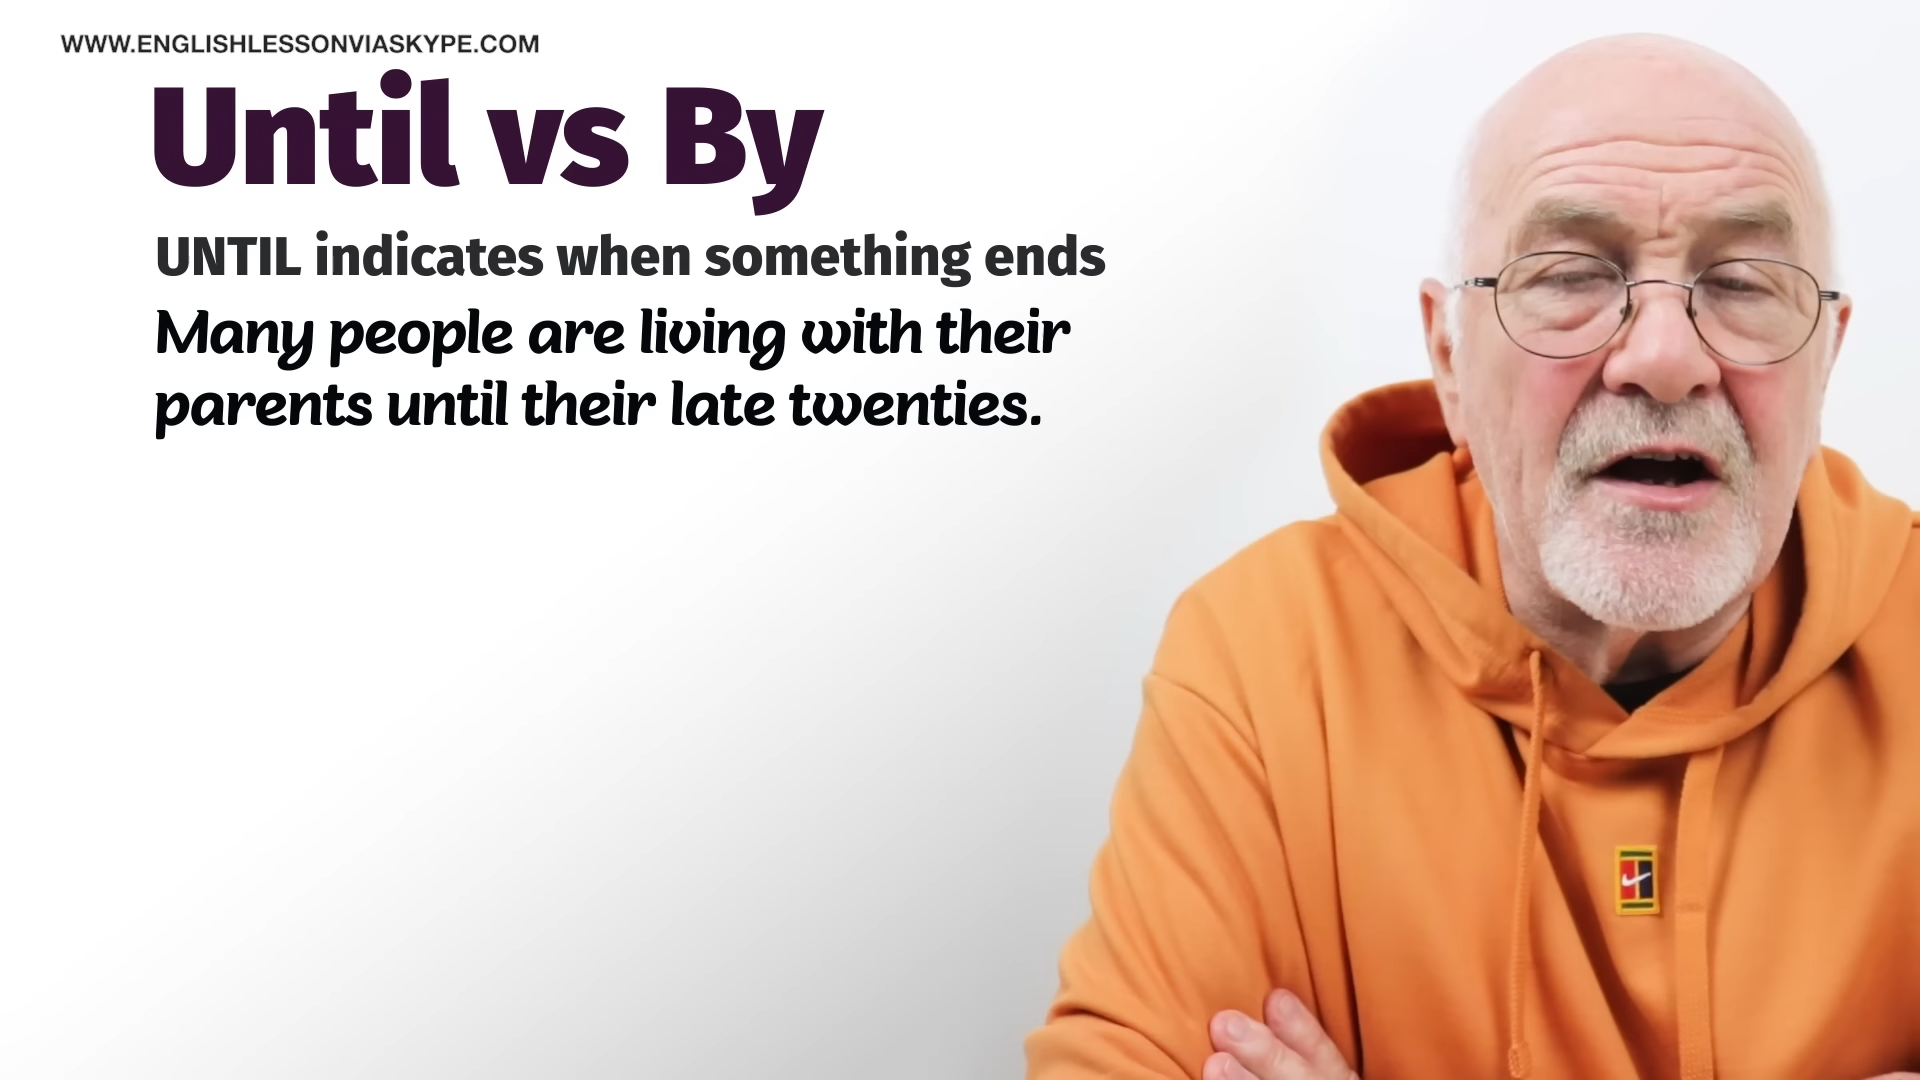 WWW.ENGLISHLESSONVIASKYPE.COM
Until vs By
UNTIL indicates when something ends
Many people are living with their
parents until their late twenties.